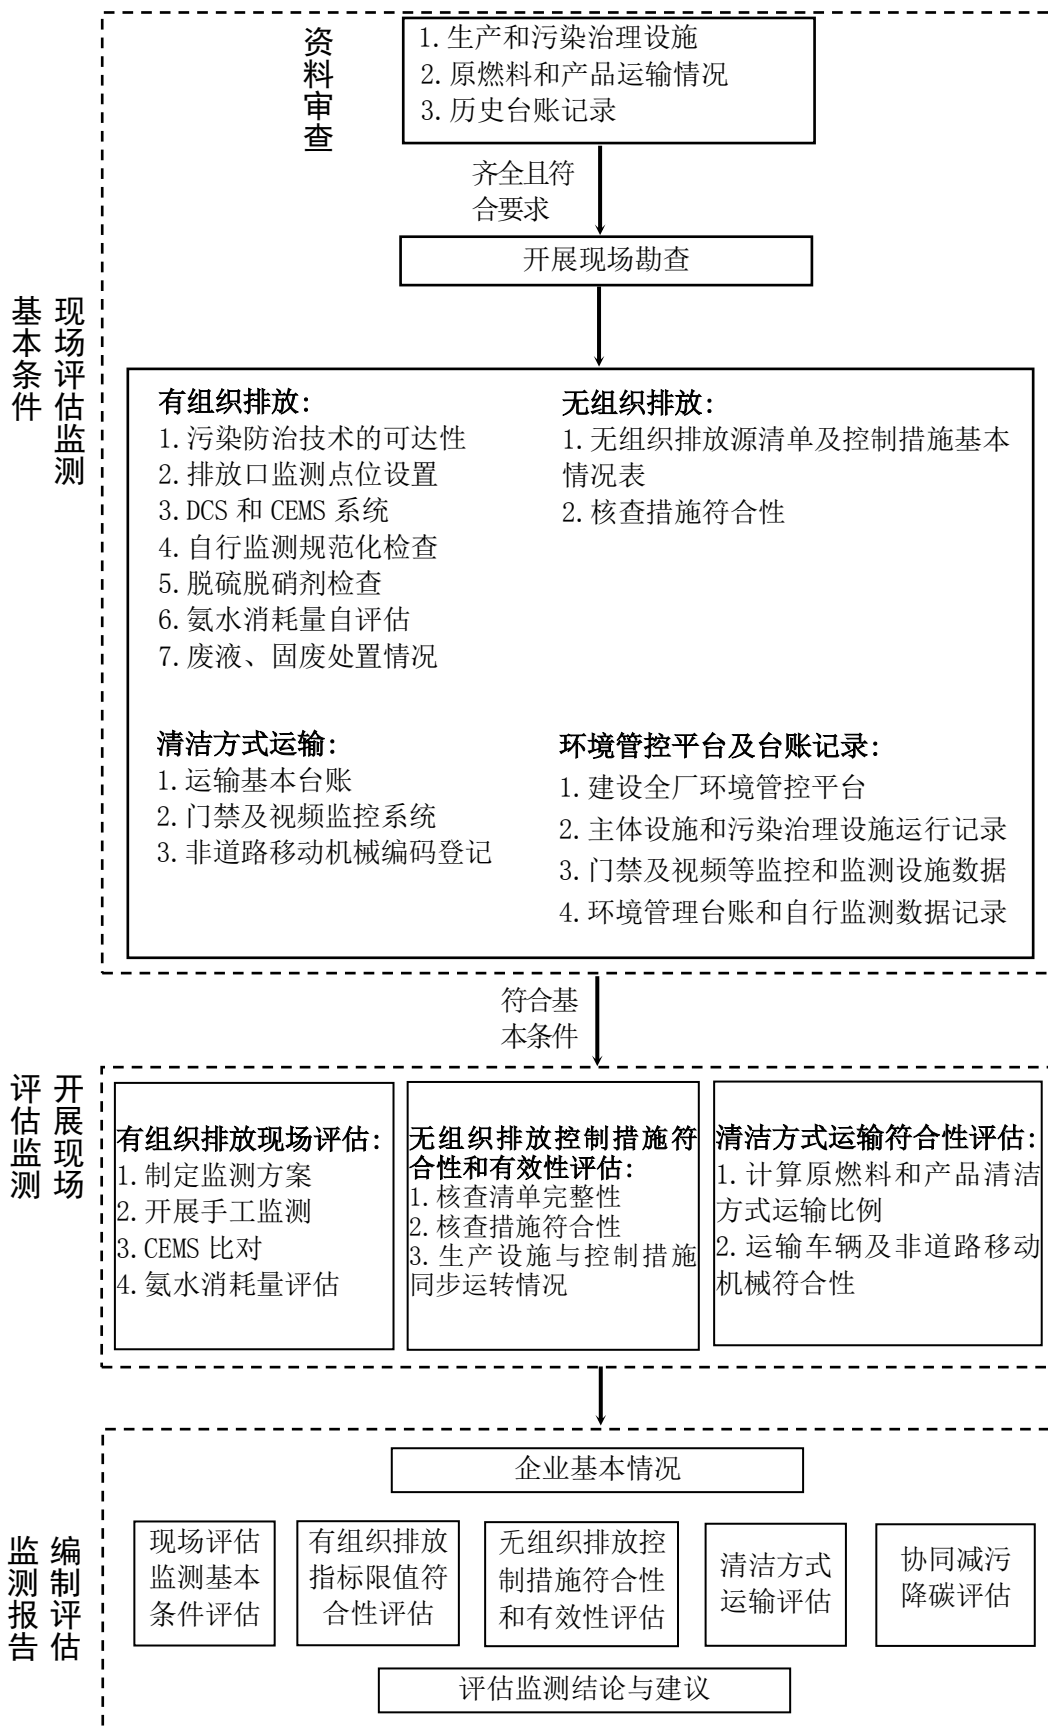 资料审查
1.生产和污染治理设施
2.原燃料和产品运输情况
3.历史台账记录
齐全且符
合要求
开展现场勘查
现场评估监测
基本条件
有组织排放:
1.污染防治技术的可达性
2.排放口监测点位设置
3.DCS 和 CEMS 系统
4.自行监测规范化检查
5.脱硫脱硝剂检查
6.氨水消耗量自评估
7.废液、固废处置情况
无组织排放:
1.无组织排放源清单及控制措施基本
情况表
2.核查措施符合性
清洁方式运输:
1.运输基本台账
2.门禁及视频监控系统
3.非道路移动机械编码登记
环境管控平台及台账记录:
1.建设全厂环境管控平台
2.主体设施和污染治理设施运行记录
3.门禁及视频等监控和监测设施数据
4.环境管理台账和自行监测数据记录
符合基
本条件
开展现场
评估监测
有组织排放现场评估:
1.制定监测方案
2.开展手工监测
3.CEMS 比对
4.氨水消耗量评估
无组织排放控制措施符
合性和有效性评估:
1.核查清单完整性
2.核查措施符合性
3.生产设施与控制措施
同步运转情况
清洁方式运输符合性评估:
1.计算原燃料和产品清洁
方式运输比例
2.运输车辆及非道路移动
机械符合性
编制评估
监测报告
企业基本情况
现场评估
监测基本
条件评估
有组织排放
指标限值符
合性评估
无组织排放控
制措施符合性
和有效性评估
清洁方式
运输评估
协同减污
降碳评估
评估监测结论与建议